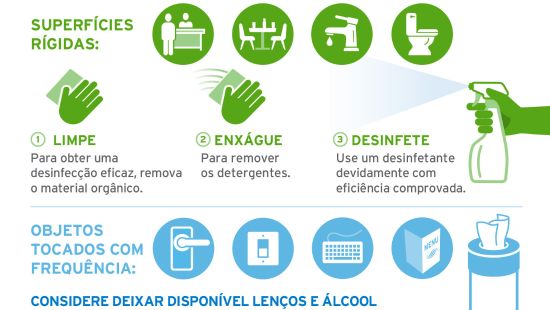 SUPERFÍCIES
RÍGIDAS:
1 LIMPE
Para obter uma
desinfecção eficaz, remova
o material orgânico.
2 ENXÁGUE
Para remover
os detergentes.
3 DESINFETE
Use um desinfetante
devidamente com
eficiência comprovada.
OBJETOS
TOCADOS COM
FREQUÊNCIA:
MENU
CONSIDERE DEIXAR DISPONÍVEL LENÇOS E ÁLCOOL